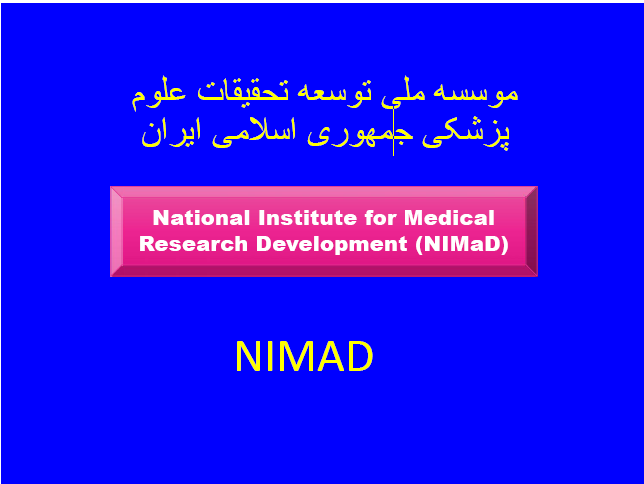 موسسه ملی توسعه تحقیقات علوم
پزشکی جمهوری اسلامی ایران
National Institute for Medical
Research Development (NIMaD)
NIMAD